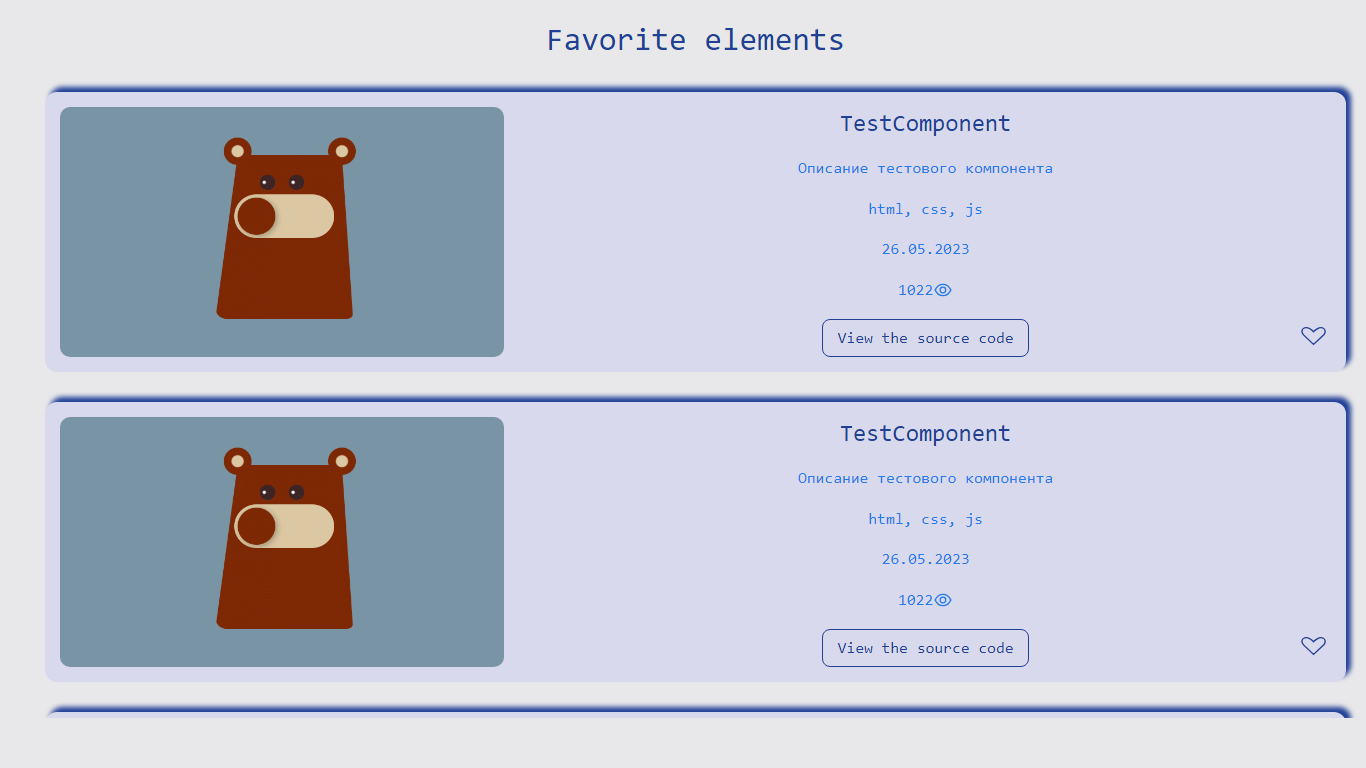 Favorite elements
TestComponent
Описание тестового компонента
html, css, js
26.05.2023
1022
View the source code
TestComponent
Описание тестового компонента
html, css, js
26.05.2023
1022
View the source code